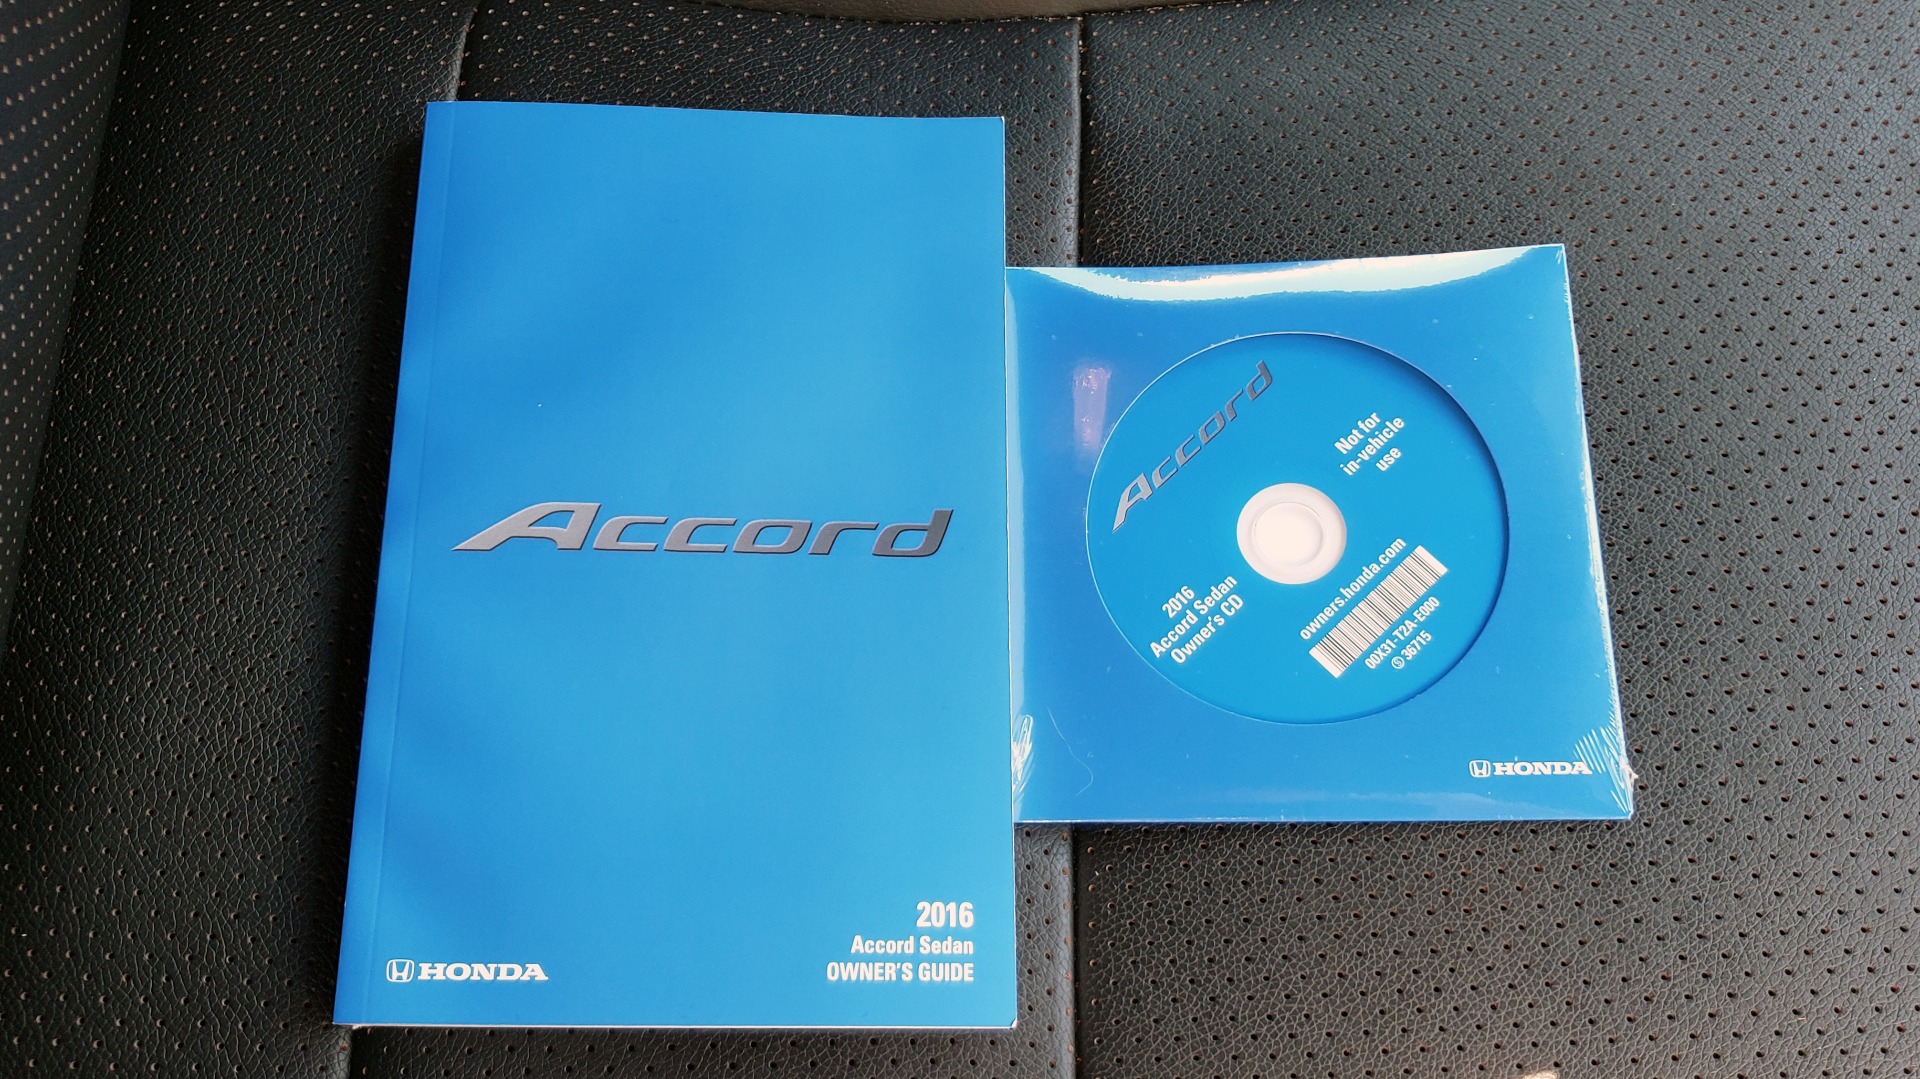 Accord
2016
Accord Sedan
OWNER'S GUIDE
HONDA
Accord
Not for
in-vehicle
use
2016
Accord Sedan
Owner's CD
owners.honda.com
00X31-T2A-E000
Ⓢ 36715
HONDA